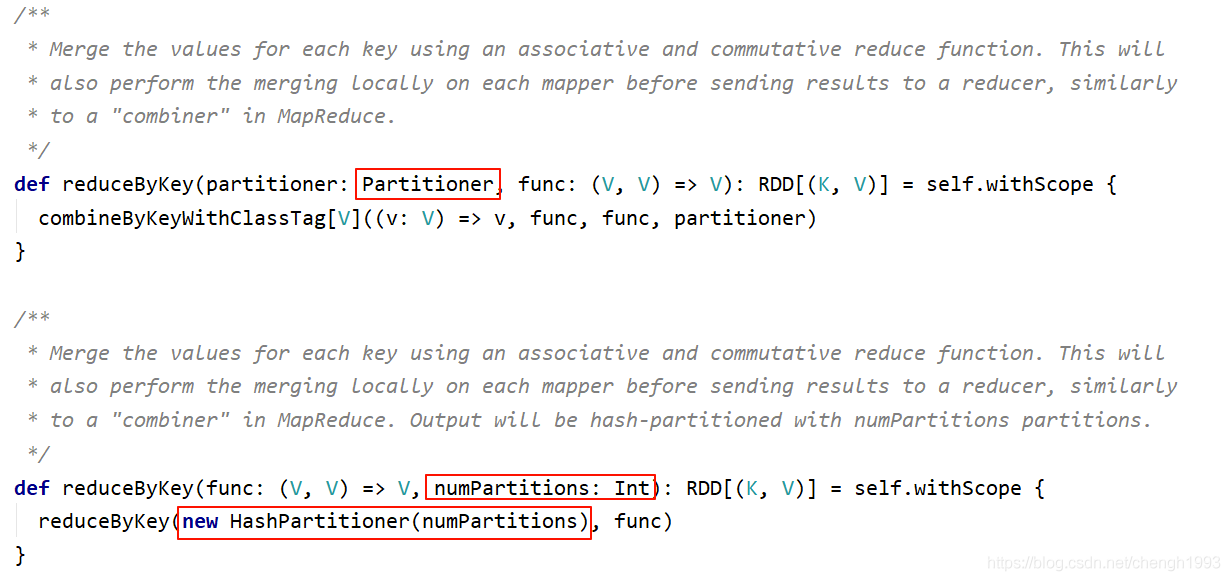 /**
 * Merge the values for each key using an associative and commutative reduce function. This will
 * also perform the merging locally on each mapper before sending results to a reducer, similarly
 * to a "combiner" in MapReduce.
 */
def reduceByKey(partitioner: Partitioner, func: (V, V) => V): RDD[(K, V)] = self.withScope {
  combineByKeyWithClassTag[V]((v: V) => v, func, func, partitioner)
}
/**
 * Merge the values for each key using an associative and commutative reduce function. This will
 * also perform the merging locally on each mapper before sending results to a reducer, similarly
 * to a "combiner" in MapReduce. Output will be hash-partitioned with numPartitions partitions.
 */
def reduceByKey(func: (V, V) => V, numPartitions: Int): RDD[(K, V)] = self.withScope {
  reduceByKey(new HashPartitioner(numPartitions), func)
}
https://blog.csdn.net/chengh1993